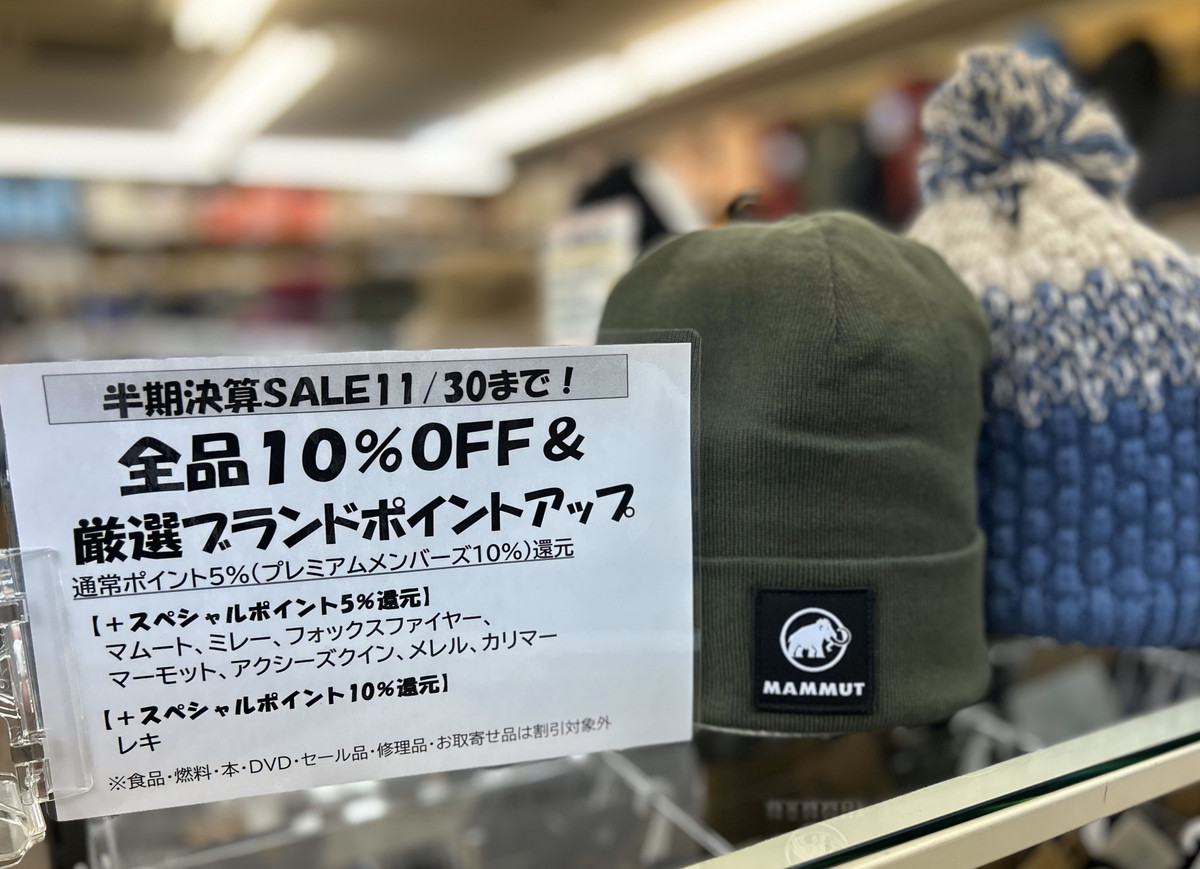 半期決算SALE11/30まで!
全品10%OFF&
厳選ブランドポイントアップ
通常ポイント5%(プレミアムメンバーズ10%)還元
【+スペシャルポイント5%還元】
マムート、ミレー、フォックスファイヤー、
マーモット、アクシーズクイン、メレル、カリマー
【+スペシャルポイント10%還元】
レキ
※食品・燃料・本・DVD・セール品・修理品・お取寄せ品は割引対象外
MAMMUT